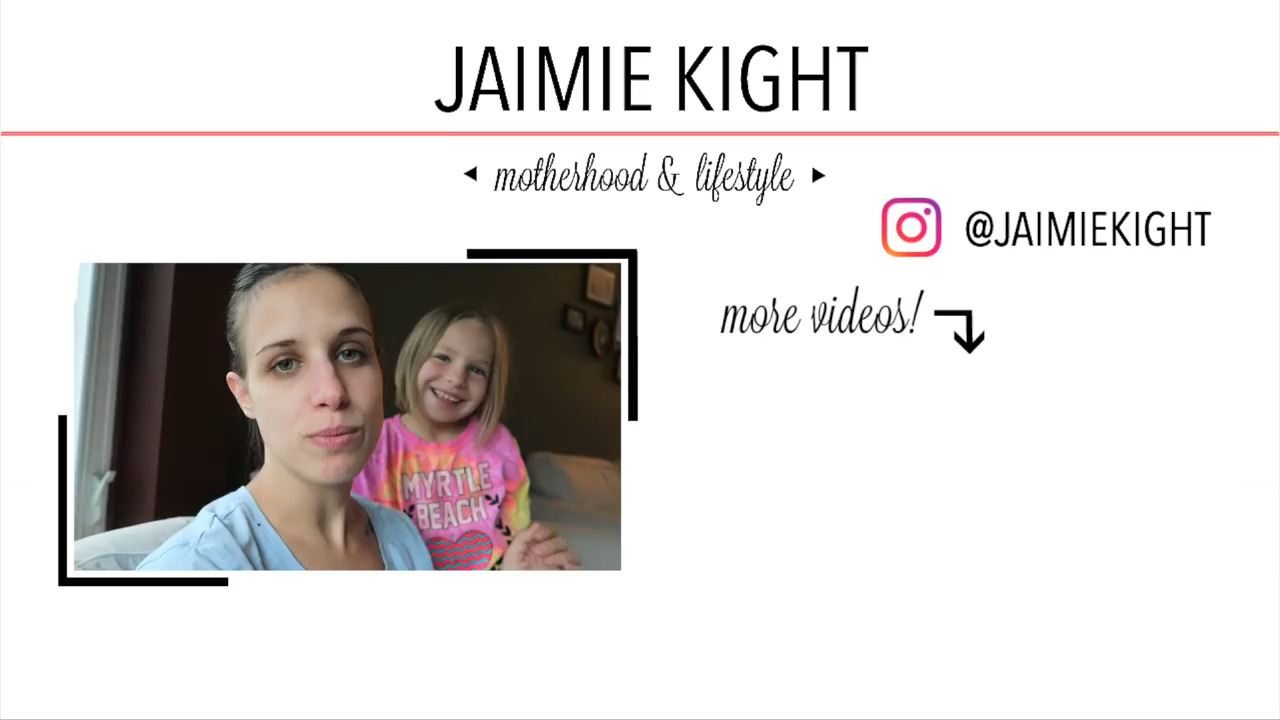 JAIMIE KIGHT
motherhood & lifestyle
@JAIMIEKIGHT
more videos!
MYRTLE
BEACH